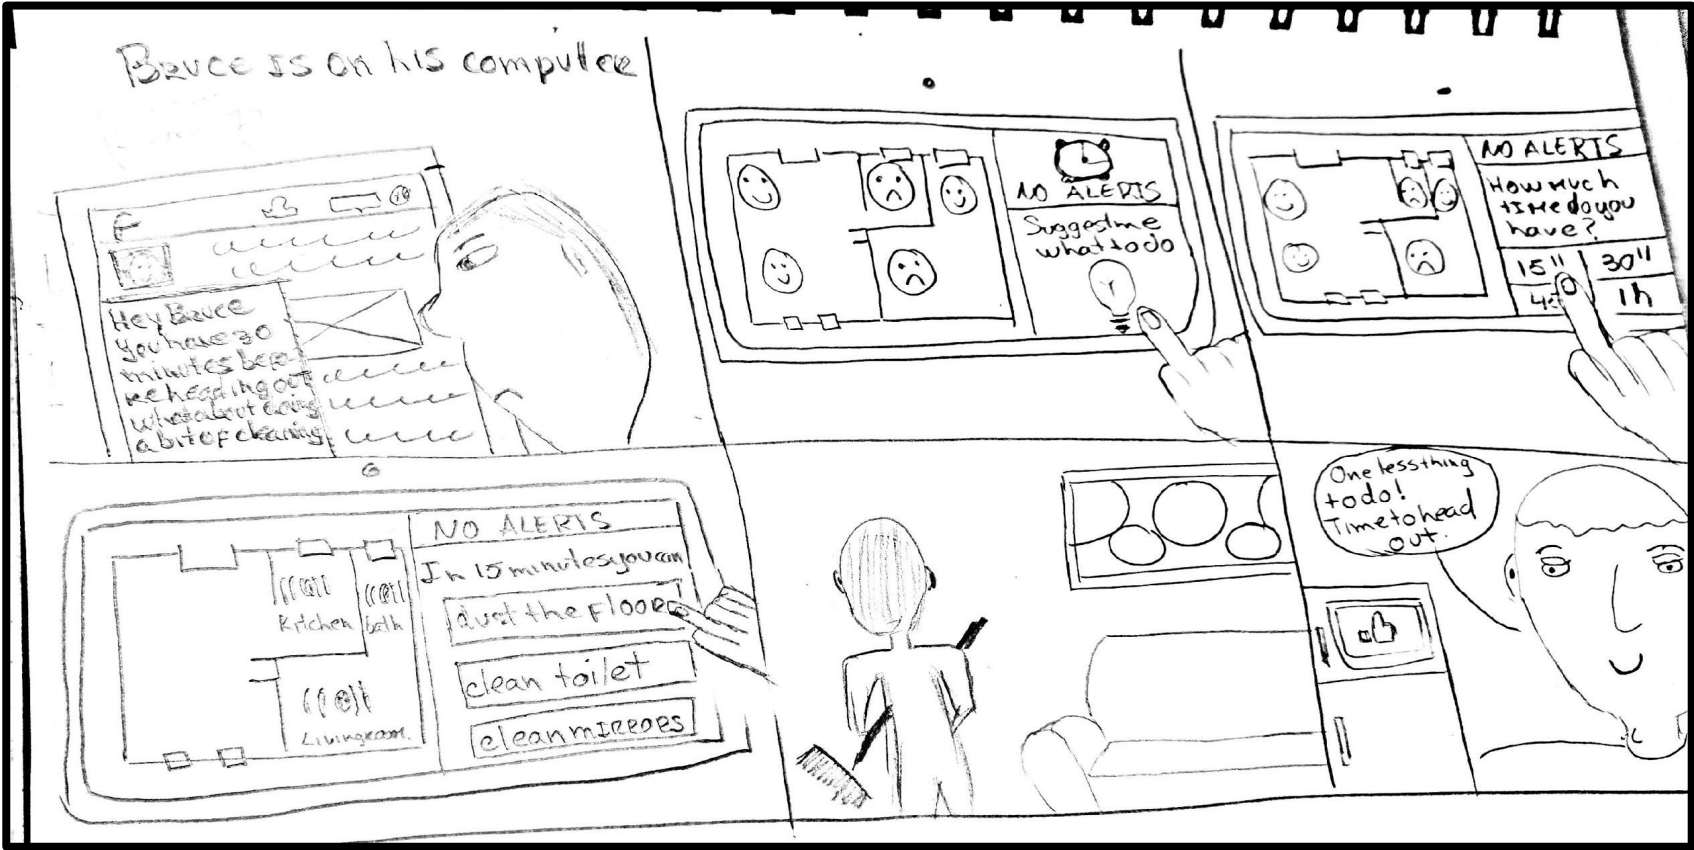 Bruce is on his computer
F
Hey Bruce
you have 30
minutes befo-
re heading out
what about doing
a bit of cleaning
NO ALERTS
Suggest me
what to do
NO ALERTS
How much
time do you
have?
15" 30"
1h
NO ALERTS
In 15 minutes you can
dust the floor
clean toilet
clean mirrors
Kitchen bath
Livingroom.
One less thing
to do!
Time to head
out.